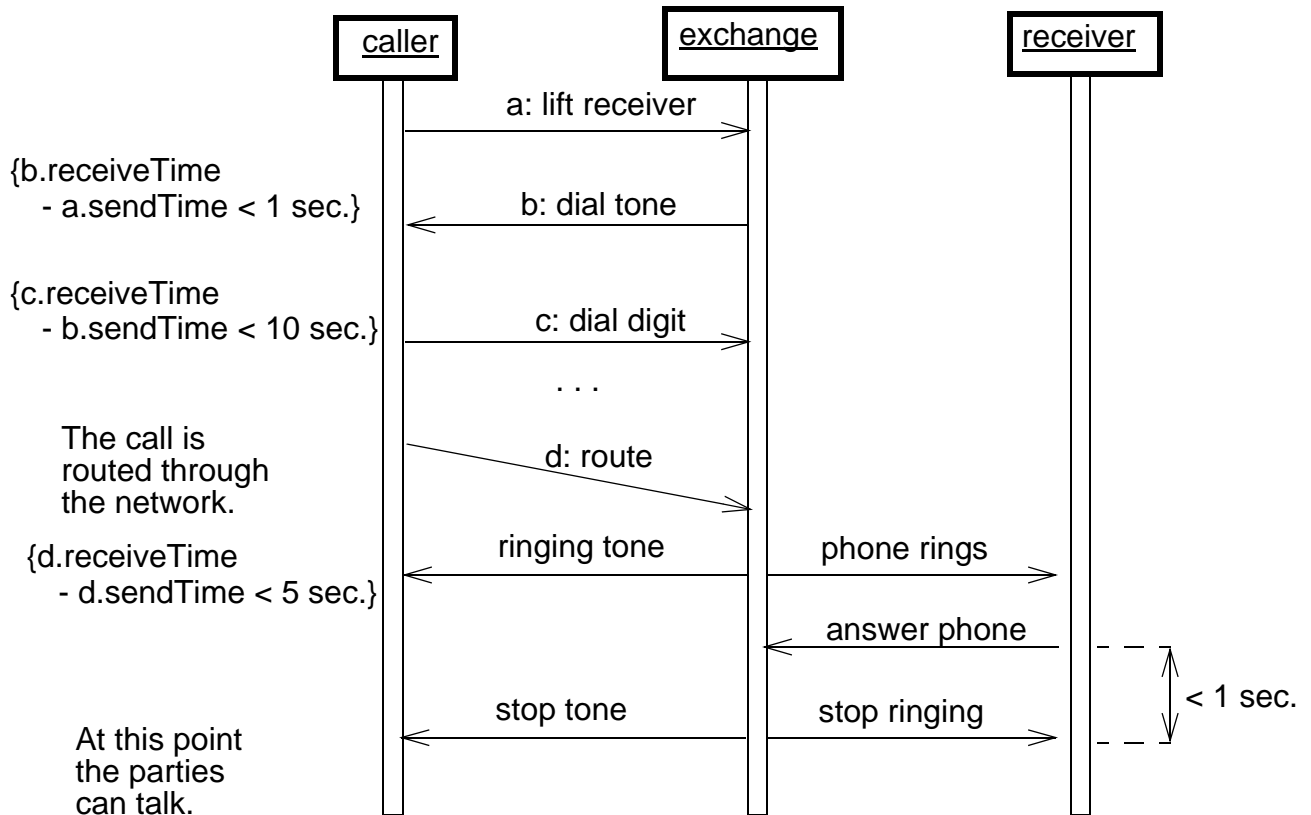 caller
exchange
receiver
a: lift receiver
{b.receiveTime
- a.sendTime < 1 sec.}
b: dial tone
{c.receiveTime
- b.sendTime < 10 sec.}
c: dial digit
. . .
The call is
routed through
the network.
d: route
{d.receiveTime
- d.sendTime < 5 sec.}
ringing tone
phone rings
answer phone
< 1 sec.
stop tone
stop ringing
At this point
the parties
can talk.